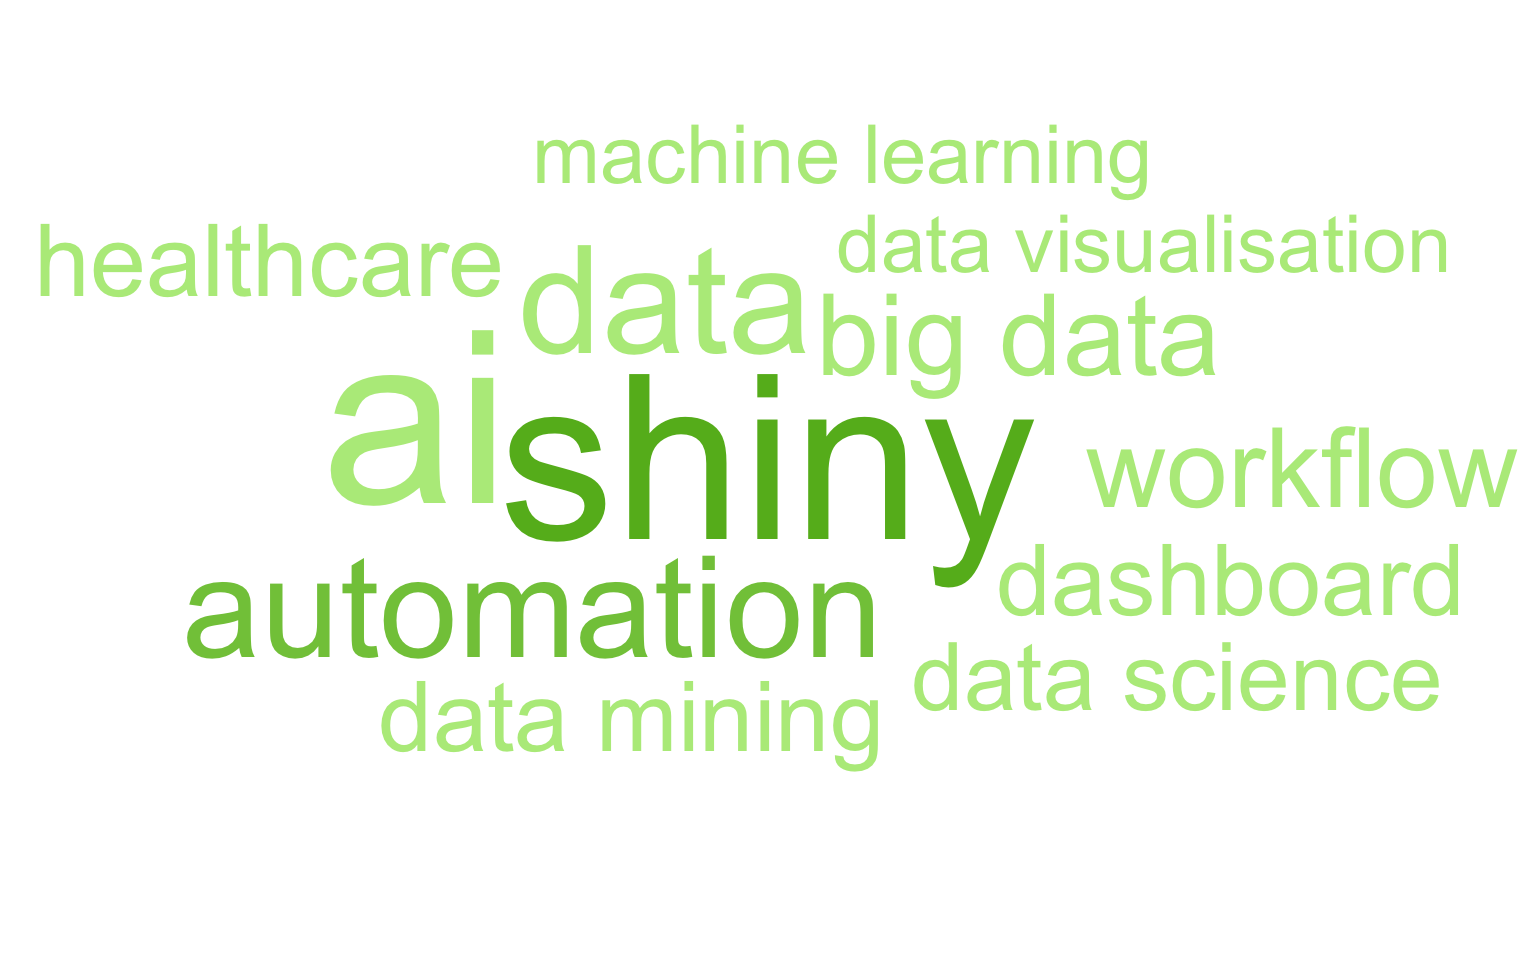 machine learning
data visualisation
healthcare
data
big data
ai
shiny
workflow
automation
dashboard
data science
data mining